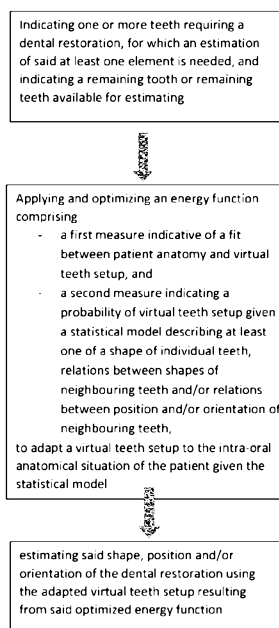 Indicating one or more teeth requiring a
dental restoration, for which an estimation
of said at least one element is needed, and
indicating a remaining tooth or remaining
teeth available for estimating
Applying and optimizing an energy function
comprising
- a first measure indicative of a fit
between patient anatomy and virtual
teeth setup, and
- a second measure indicating a
probability of virtual teeth setup given
a statistical model describing at least
one of a shape of individual teeth,
relations between shapes of
neighbouring teeth and/or relations
between position and/or orientation of
neighbouring teeth,
to adapt a virtual teeth setup to the intra-oral
anatomical situation of the patient given the
statistical model
estimating said shape, position and/or
orientation of the dental restoration using
the adapted virtual teeth setup resulting
from said optimized energy function